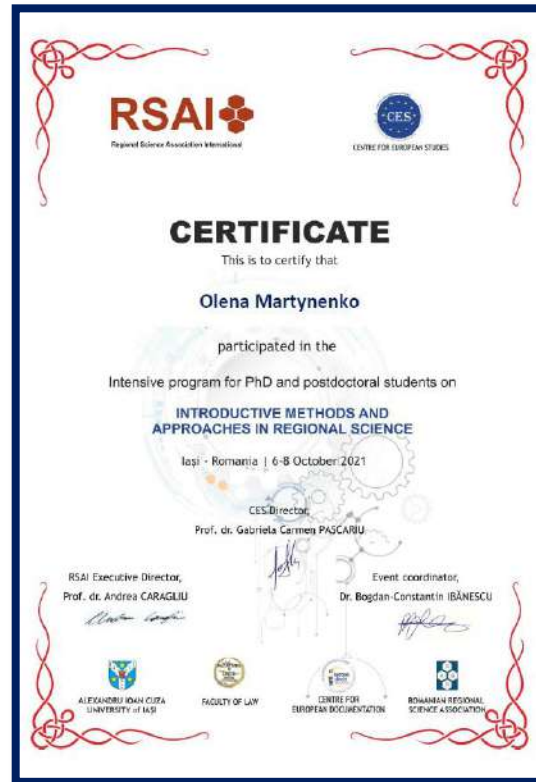 RSAI
Regional Science Association International
CES
CENTRE FOR EUROPEAN STUDIES
CERTIFICATE
This is to certify that
Olena Martynenko
participated in the
Intensive program for PhD and postdoctoral students on
INTRODUCTIVE METHODS AND
APPROACHES IN REGIONAL SCIENCE
Iași - Romania | 6-8 October 2021
CES Director,
Prof. dr. Gabriela Carmen PASCARIU
RSAI Executive Director,
Prof. dr. Andrea CARAGLIU
Event coordinator,
Dr. Bogdan-Constantin IBĂNESCU
ALEXANDRU IOAN CUZA
UNIVERSITY of IAȘI
FACULTY OF LAW
CENTRE FOR
EUROPEAN DOCUMENTATION
ROMANIAN REGIONAL
SCIENCE ASSOCIATION